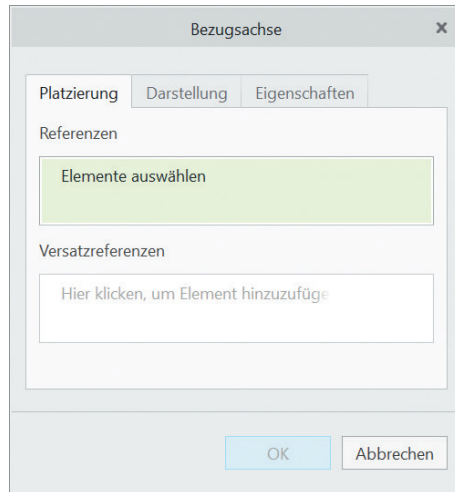 Bezugsachse
Platzierung Darstellung Eigenschaften
Referenzen
Elemente auswählen
Versatzreferenzen
Hier klicken, um Element hinzuzufüge
OK Abbrechen